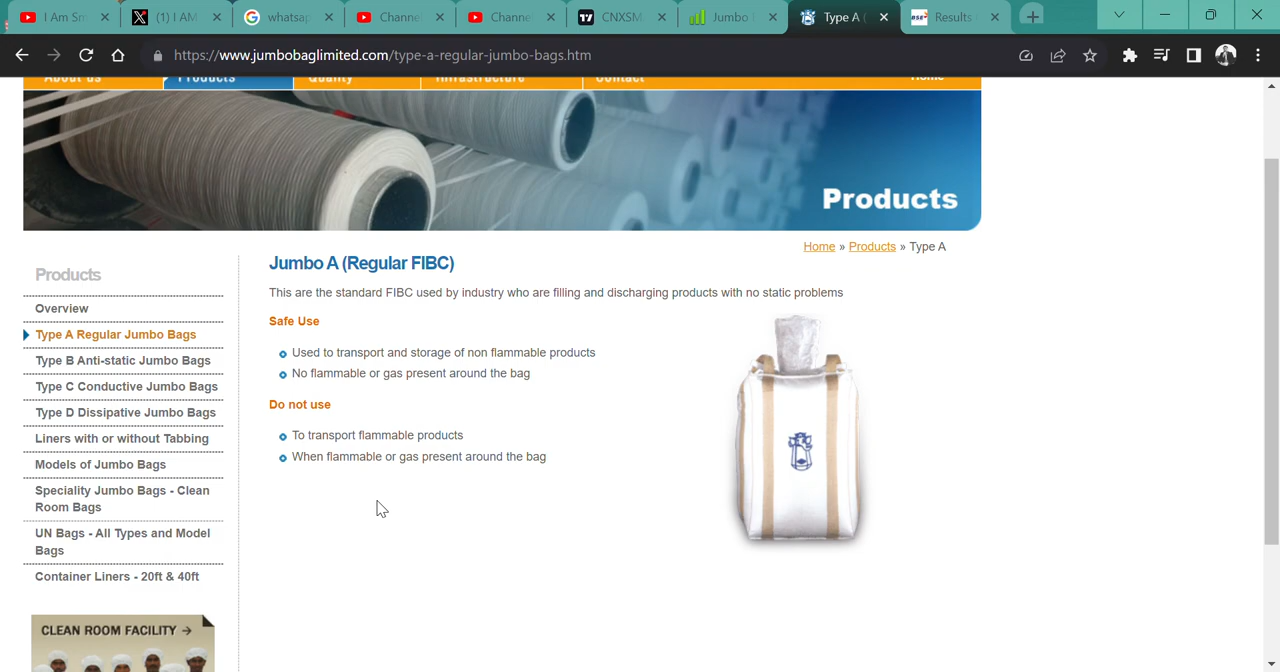 I Am Sm
(1) I AM
whatsap
Channe
Channe
CNXSM
Jumbo
Type A (
Results
https://www.jumbobaglimited.com/type-a-regular-jumbo-bags.htm
About us Products Quality Infrastructure Contact Home
Products
Home » Products » Type A
Products
Overview
Type A Regular Jumbo Bags
Type B Anti-static Jumbo Bags
Type C Conductive Jumbo Bags
Type D Dissipative Jumbo Bags
Liners with or without Tabbing
Models of Jumbo Bags
Speciality Jumbo Bags - Clean
Room Bags
UN Bags - All Types and Model
Bags
Container Liners - 20ft & 40ft
CLEAN ROOM FACILITY →
Jumbo A (Regular FIBC)
This are the standard FIBC used by industry who are filling and discharging products with no static problems
Safe Use
Used to transport and storage of non flammable products
No flammable or gas present around the bag
Do not use
To transport flammable products
When flammable or gas present around the bag